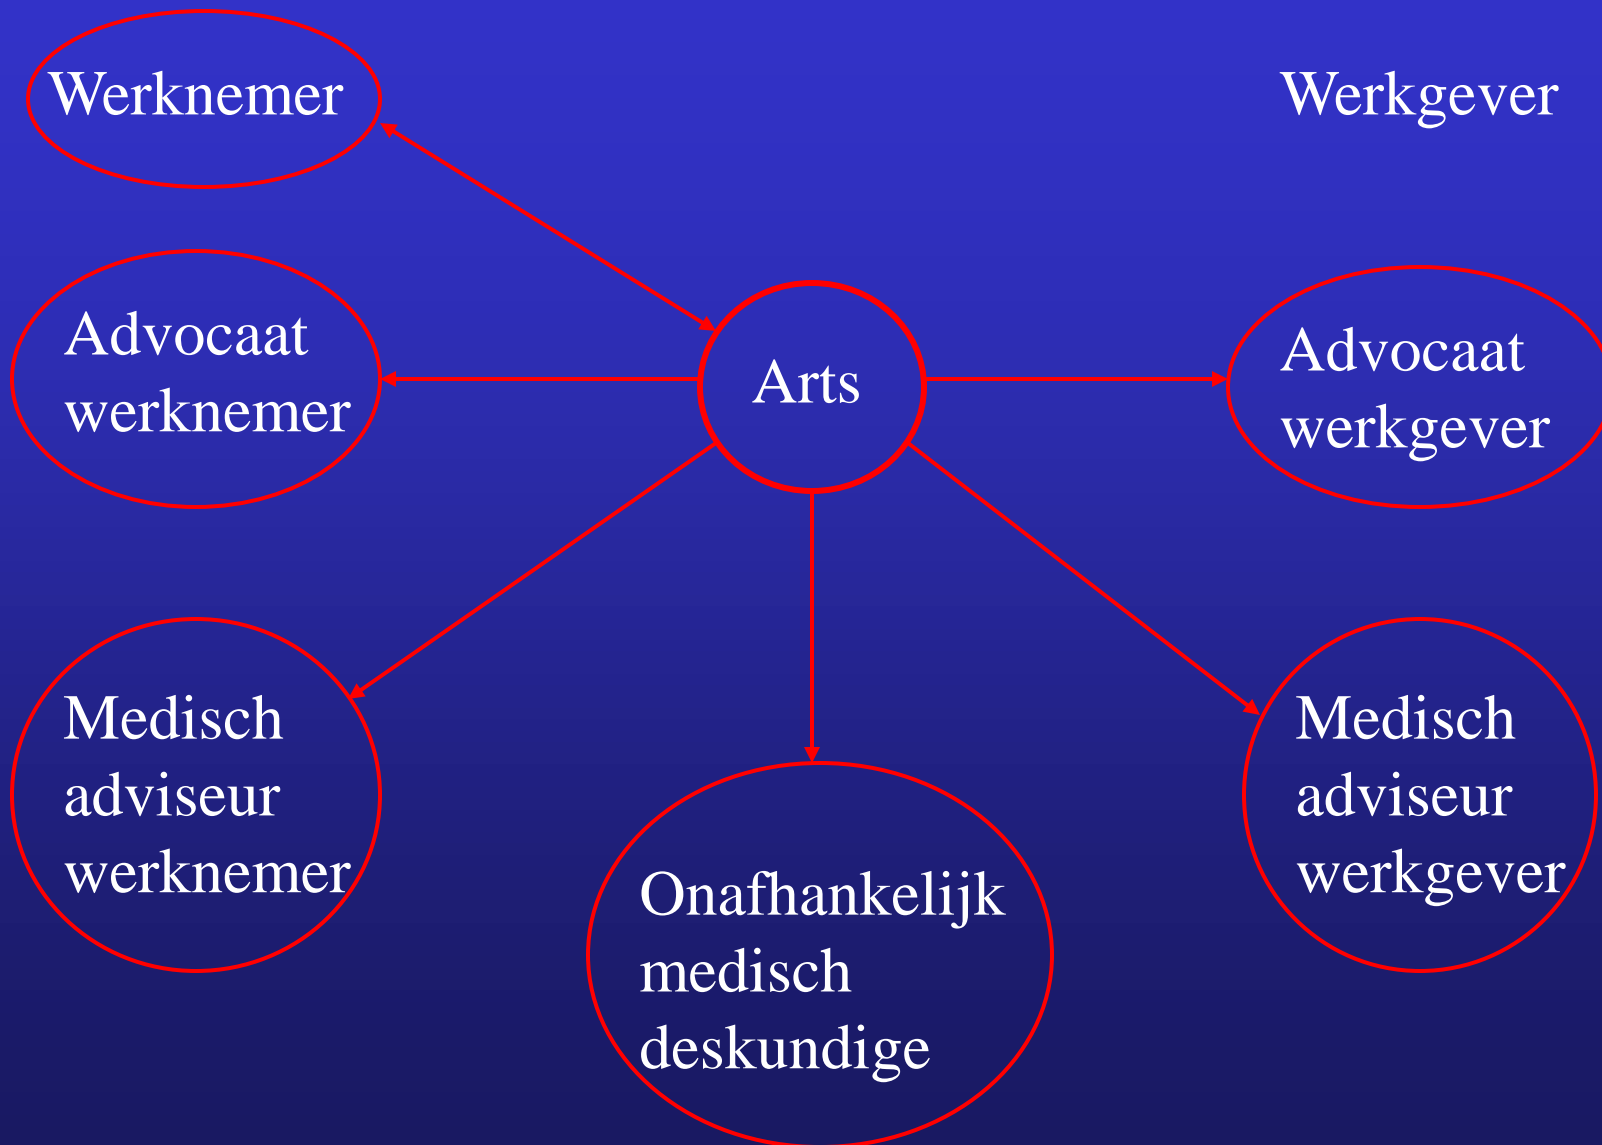 Werknemer
Werkgever
Advocaat
werknemer
Arts
Advocaat
werkgever
Medisch
adviseur
werknemer
Onafhankelijk
medisch
deskundige
Medisch
adviseur
werkgever